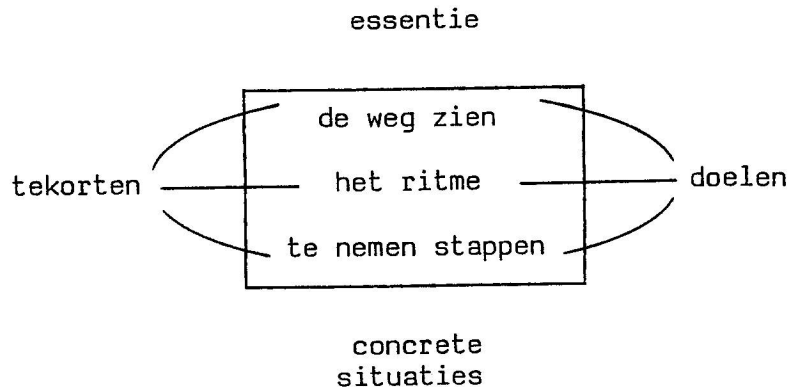 essentie
de weg zien
tekorten
het ritme
doelen
te nemen stappen
concrete
situaties